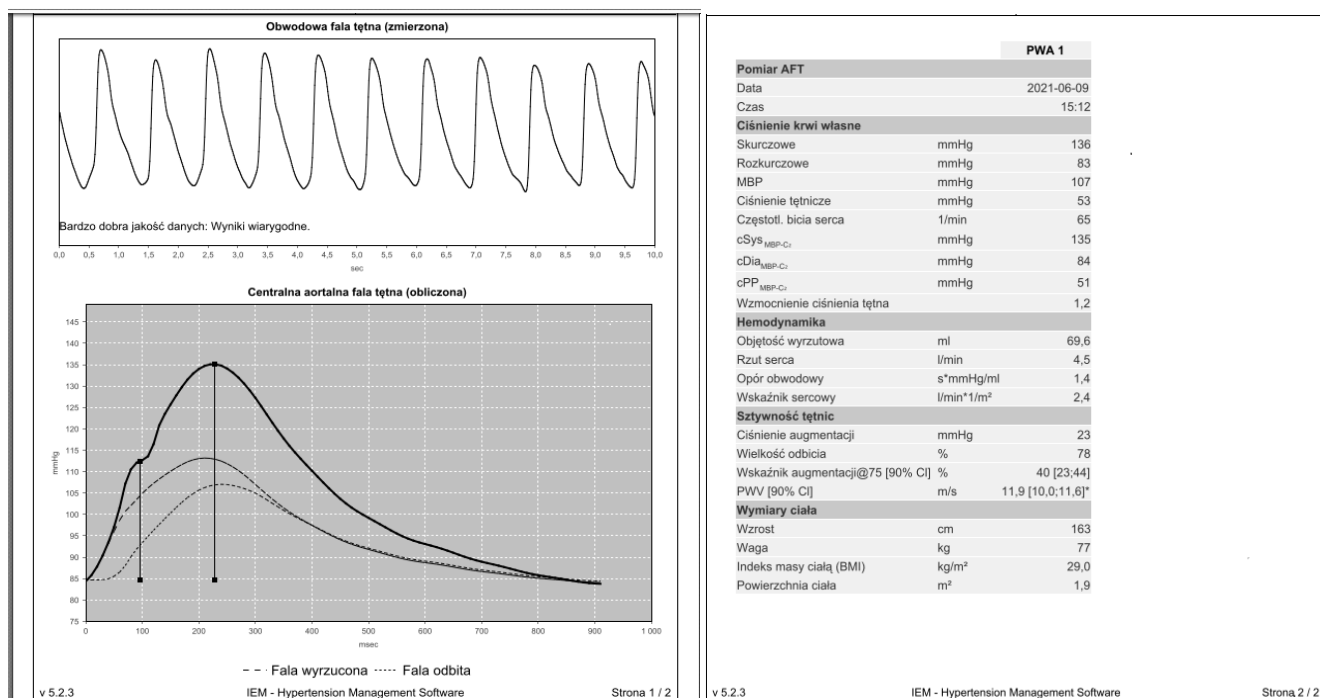 Obwodowa fala tętna (zmierzona)
Bardzo dobra jakość danych: Wyniki wiarygodne.
0,0 0,5 1,0 1,5 2,0 2,5 3,0 3,5 4,0 4,5 5,0 5,5 6,0 6,5 7,0 7,5 8,0 8,5 9,0 9,5 10,0
sec
Centralna aortalna fala tętna (obliczona)
145
140
135
130
125
120
115
110
105
100
95
90
85
80
75
mmHg
0 100 200 300 400 500 600 700 800 900 1 000
msec
Fala wyrzucona Fala odbita
v 5.2.3 IEM - Hypertension Management Software Strona 1 / 2
PWA 1
Pomiar AFT
Data 2021-06-09
Czas 15:12
Ciśnienie krwi własne
Skurczowe mmHg 136
Rozkurczowe mmHg 83
MBP mmHg 107
Ciśnienie tętnicze mmHg 53
Częstotl. bicia serca 1/min 65
cSys MBP-C2 mmHg 135
cDia MBP-C2 mmHg 84
cPP MBP-C2 mmHg 51
Wzmocnienie ciśnienia tętna 1,2
Hemodynamika
Objętość wyrzutowa ml 69,6
Rzut serca l/min 4,5
Opór obwodowy s*mmHg/ml 1,4
Wskaźnik sercowy l/min*1/m² 2,4
Sztywność tętnic
Ciśnienie augmentacji mmHg 23
Wielkość odbicia % 78
Wskaźnik augmentacji@75 [90% CI] % 40 [23;44]
PWV [90% CI] m/s 11,9 [10,0;11,6]*
Wymiary ciała
Wzrost cm 163
Waga kg 77
Indeks masy ciałą (BMI) kg/m² 29,0
Powierzchnia ciała m² 1,9
v 5.2.3 IEM - Hypertension Management Software Strona 2 / 2